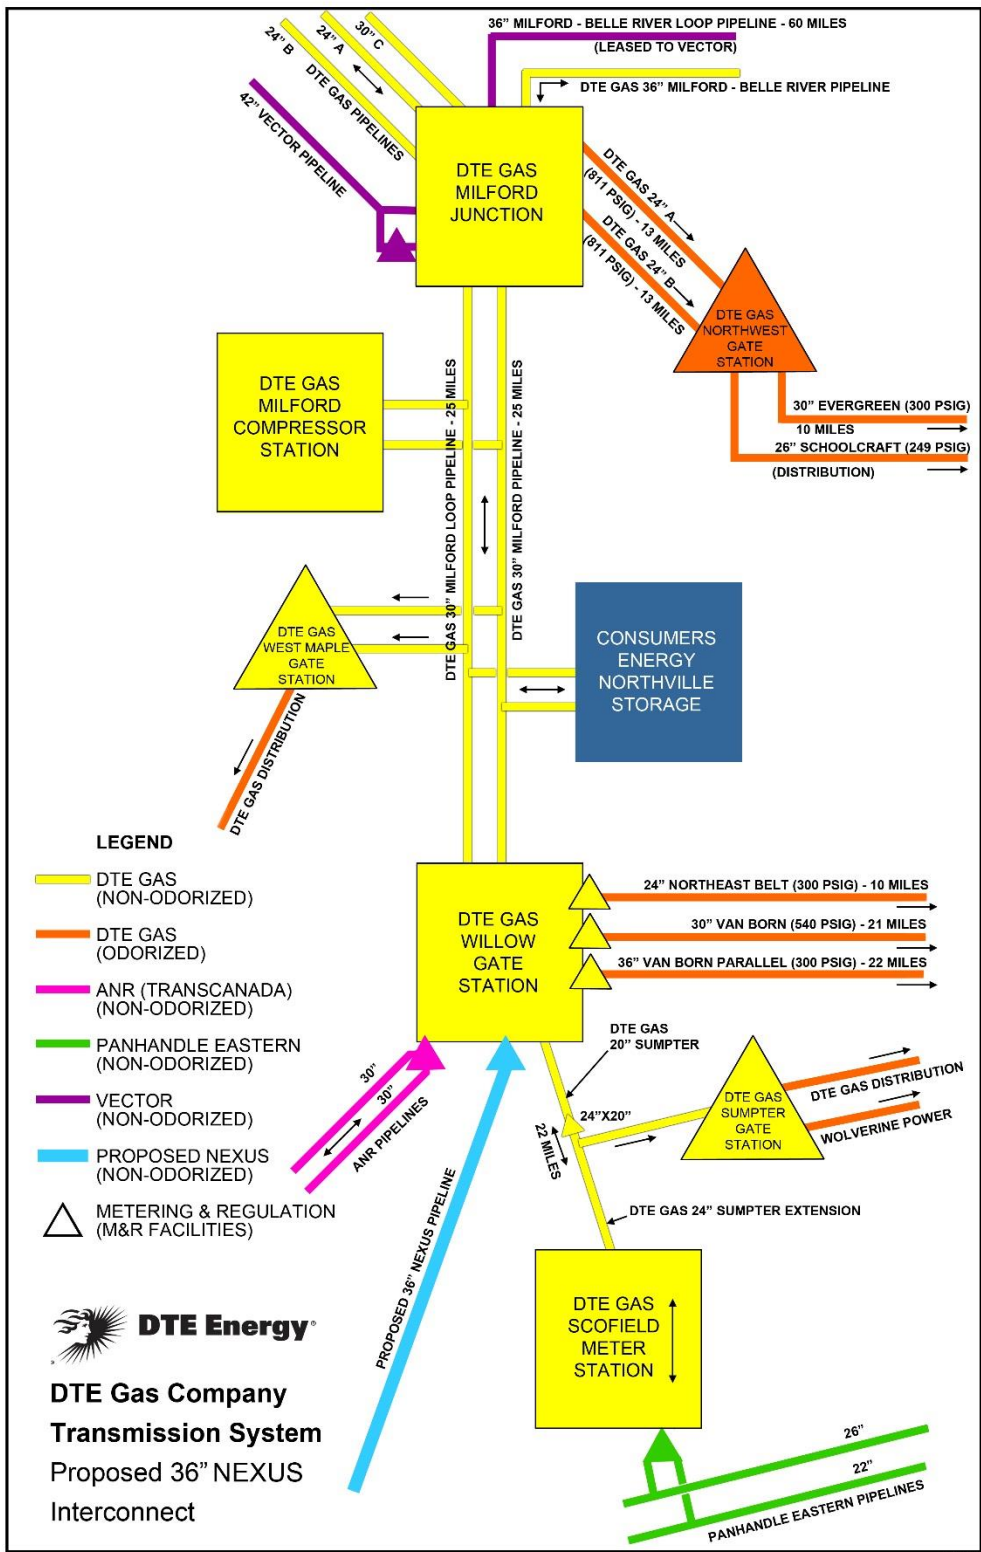 36” MILFORD - BELLE RIVER LOOP PIPELINE - 60 MILES
(LEASED TO VECTOR)
DTE GAS 36” MILFORD - BELLE RIVER PIPELINE
30” C
24” A
24” B
DTE GAS PIPELINES
42” VECTOR PIPELINE
DTE GAS
MILFORD
JUNCTION
DTE GAS 24” A
(811 PSIG) - 13 MILES
DTE GAS 24” B
(811 PSIG) - 13 MILES
DTE GAS
NORTHWEST
GATE
STATION
30” EVERGREEN (300 PSIG)
10 MILES
26” SCHOOLCRAFT (249 PSIG)
(DISTRIBUTION)
DTE GAS
MILFORD
COMPRESSOR
STATION
DTE GAS 30” MILFORD LOOP PIPELINE - 25 MILES
DTE GAS 30” MILFORD PIPELINE - 25 MILES
DTE GAS
WEST MAPLE
GATE
STATION
DTE GAS DISTRIBUTION
CONSUMERS
ENERGY
NORTHVILLE
STORAGE
LEGEND
DTE GAS
(NON-ODORIZED)
DTE GAS
(ODORIZED)
ANR (TRANSCANADA)
(NON-ODORIZED)
PANHANDLE EASTERN
(NON-ODORIZED)
VECTOR
(NON-ODORIZED)
PROPOSED NEXUS
(NON-ODORIZED)
METERING & REGULATION
(M&R FACILITIES)
DTE GAS
WILLOW
GATE
STATION
24” NORTHEAST BELT (300 PSIG) - 10 MILES
30” VAN BORN (540 PSIG) - 21 MILES
36” VAN BORN PARALLEL (300 PSIG) - 22 MILES
30”
30”
ANR PIPELINES
PROPOSED 36” NEXUS PIPELINE
DTE GAS
20” SUMPTER
24”X20”
22 MILES
DTE GAS
SUMPTER
GATE
STATION
DTE GAS DISTRIBUTION
WOLVERINE POWER
DTE GAS 24” SUMPTER EXTENSION
DTE GAS
SCOFIELD
METER
STATION
26”
22”
PANHANDLE EASTERN PIPELINES
DTE Energy®
DTE Gas Company
Transmission System
Proposed 36” NEXUS
Interconnect